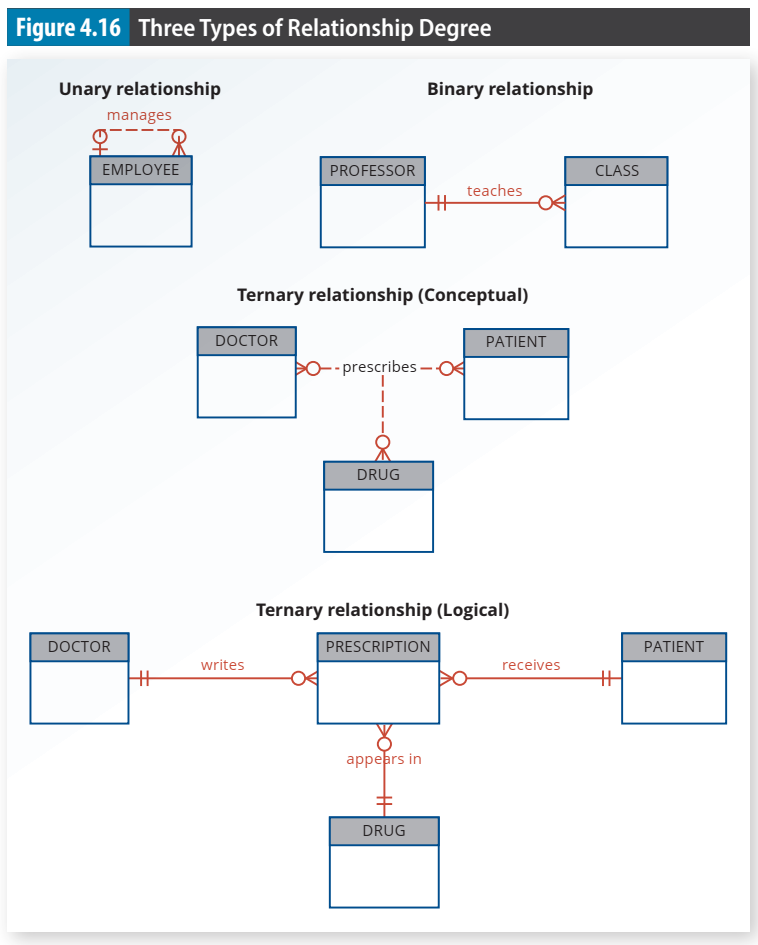 Figure 4.16 Three Types of Relationship Degree
Unary relationship
manages
EMPLOYEE
Binary relationship
PROFESSOR
teaches
CLASS
Ternary relationship (Conceptual)
DOCTOR
prescribes
PATIENT
DRUG
Ternary relationship (Logical)
DOCTOR
writes
PRESCRIPTION
receives
PATIENT
appears in
DRUG